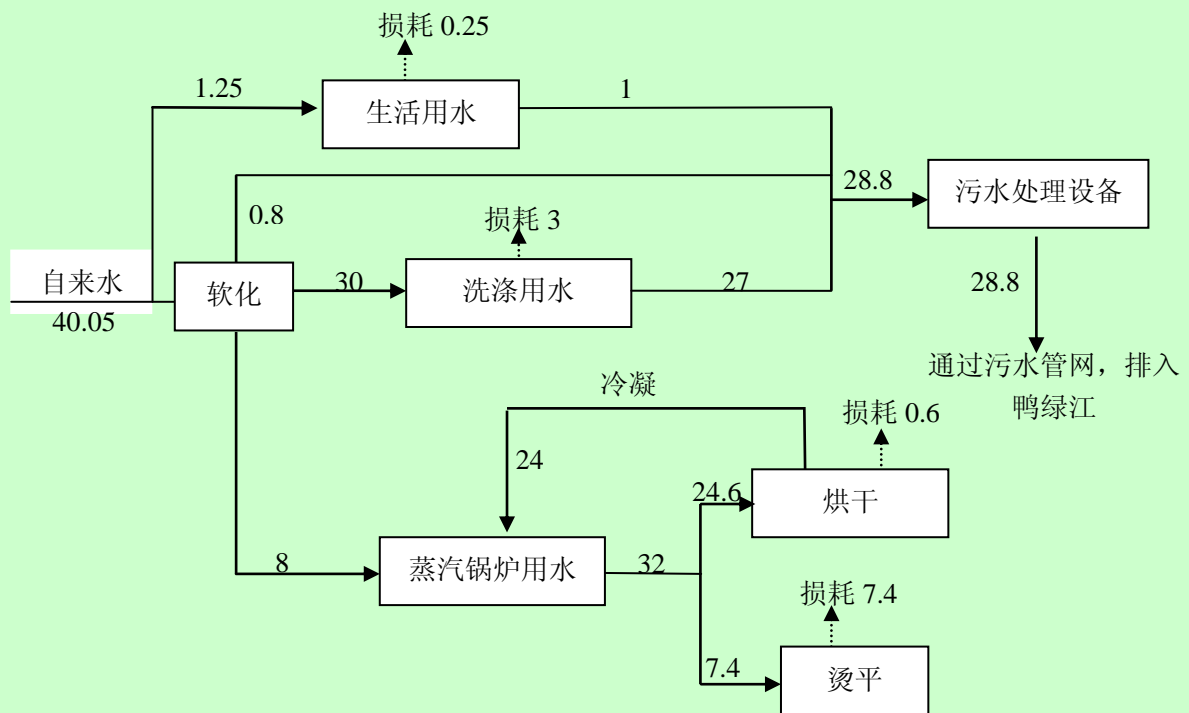 损耗 0.25
1.25
生活用水
1
28.8
污水处理设备
0.8
损耗 3
自来水
40.05
软化
30
洗涤用水
27
28.8
通过污水管网，排入
鸭绿江
冷凝
损耗 0.6
24
24.6
烘干
8
蒸汽锅炉用水
32
损耗 7.4
7.4
烫平